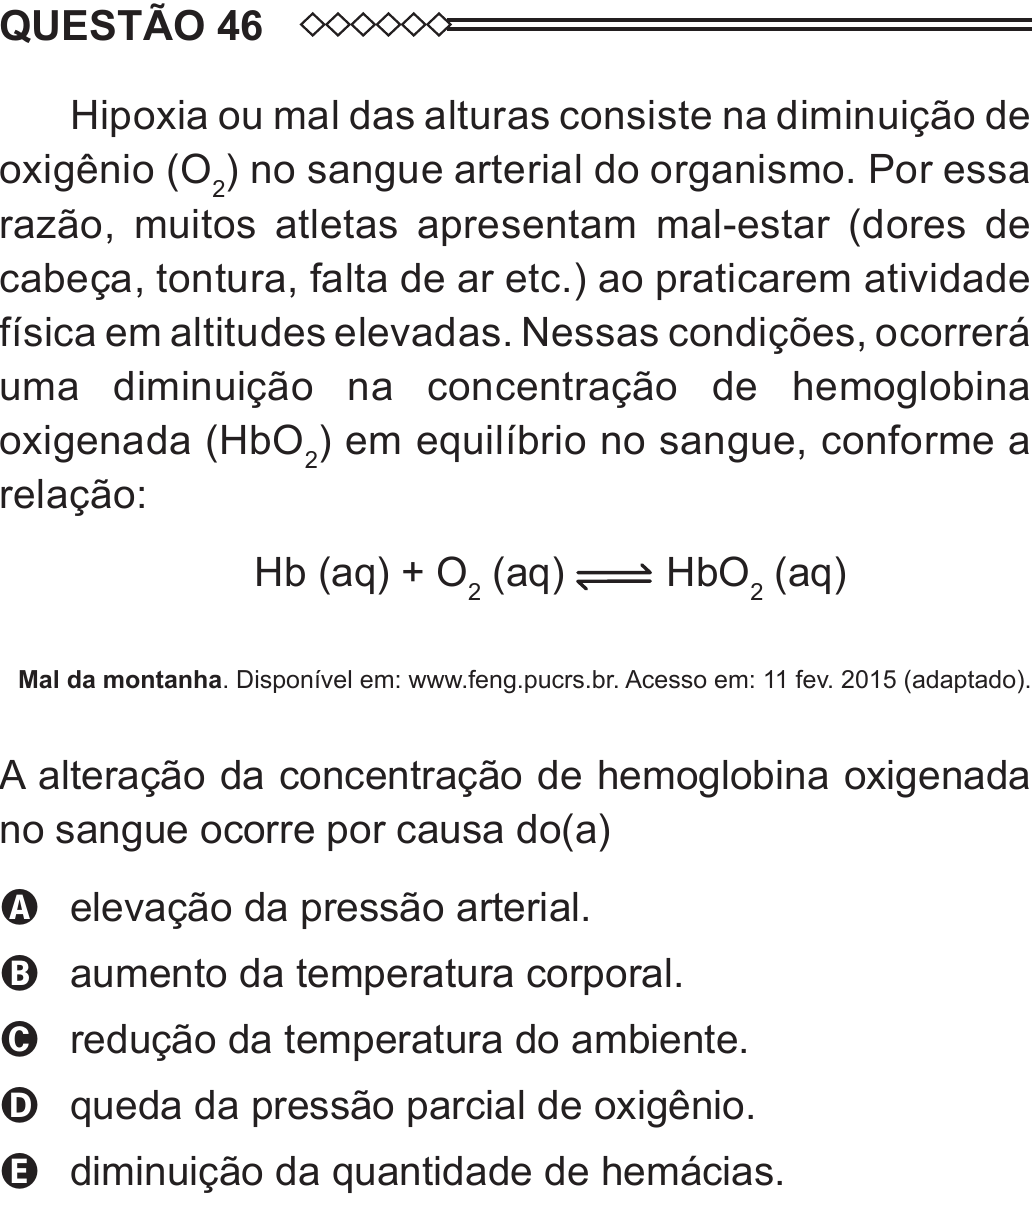 QUESTÃO 46
Hipoxia ou mal das alturas consiste na diminuição de
oxigênio (O₂) no sangue arterial do organismo. Por essa
razão, muitos atletas apresentam mal-estar (dores de
cabeça, tontura, falta de ar etc.) ao praticarem atividade
física em altitudes elevadas. Nessas condições, ocorrerá
uma diminuição na concentração de hemoglobina
oxigenada (HbO₂) em equilíbrio no sangue, conforme a
relação:
Hb (aq) + O₂ (aq) ⇌ HbO₂ (aq)
Mal da montanha. Disponível em: www.feng.pucrs.br. Acesso em: 11 fev. 2015 (adaptado).
A alteração da concentração de hemoglobina oxigenada
no sangue ocorre por causa do(a)
A elevação da pressão arterial.
B aumento da temperatura corporal.
C redução da temperatura do ambiente.
D queda da pressão parcial de oxigênio.
E diminuição da quantidade de hemácias.